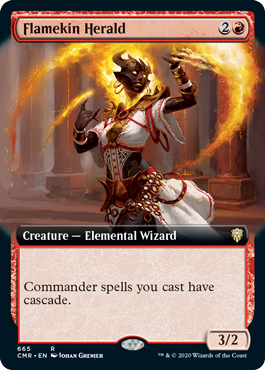 Flamekin Herald 2
Creature — Elemental Wizard
Commander spells you cast have
cascade.
3/2
665 R
CMR • EN Johan Grenier ™ & © 2020 Wizards of the Coast